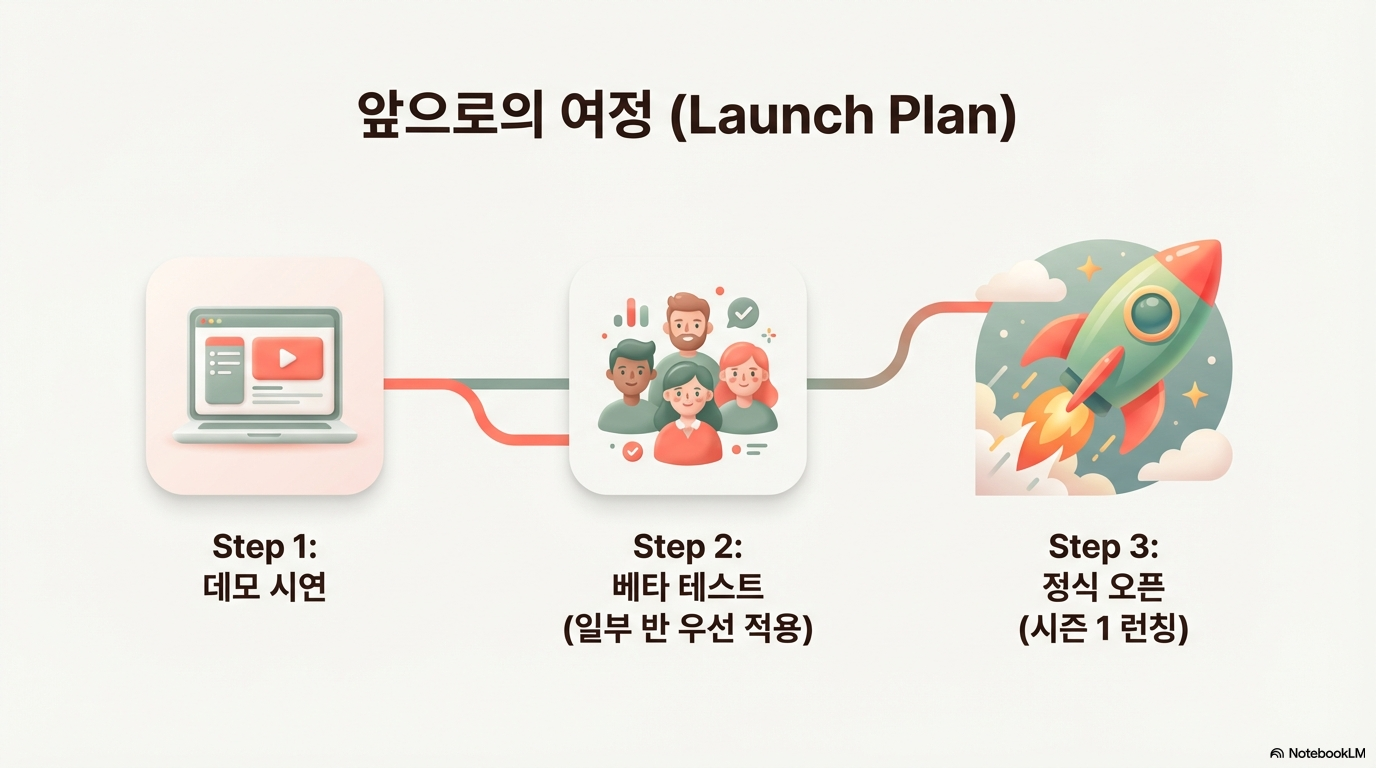 앞으로의 여정 (Launch Plan)
Step 1:
데모 시연
Step 2:
베타 테스트
(일부 반 우선 적용)
Step 3:
정식 오픈
(시즌 1 런칭)
NotebookLM